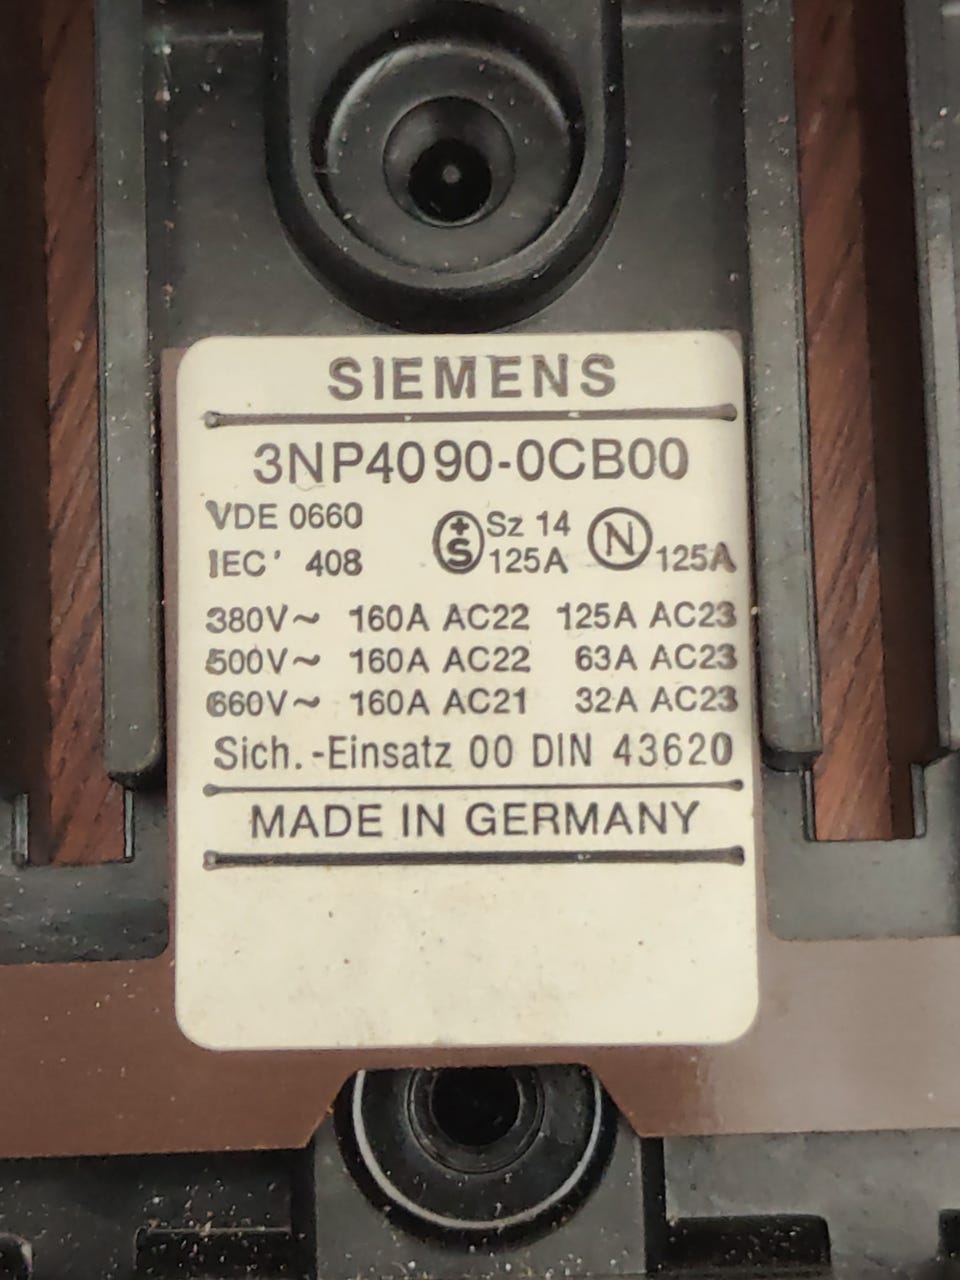 SIEMENS
3NP4090-0CB00
VDE 0660
IEC' 408
+S Sz 14 125A
N 125A
380V~ 160A AC22 125A AC23
500V~ 160A AC22 63A AC23
660V~ 160A AC21 32A AC23
Sich.-Einsatz 00 DIN 43620
MADE IN GERMANY